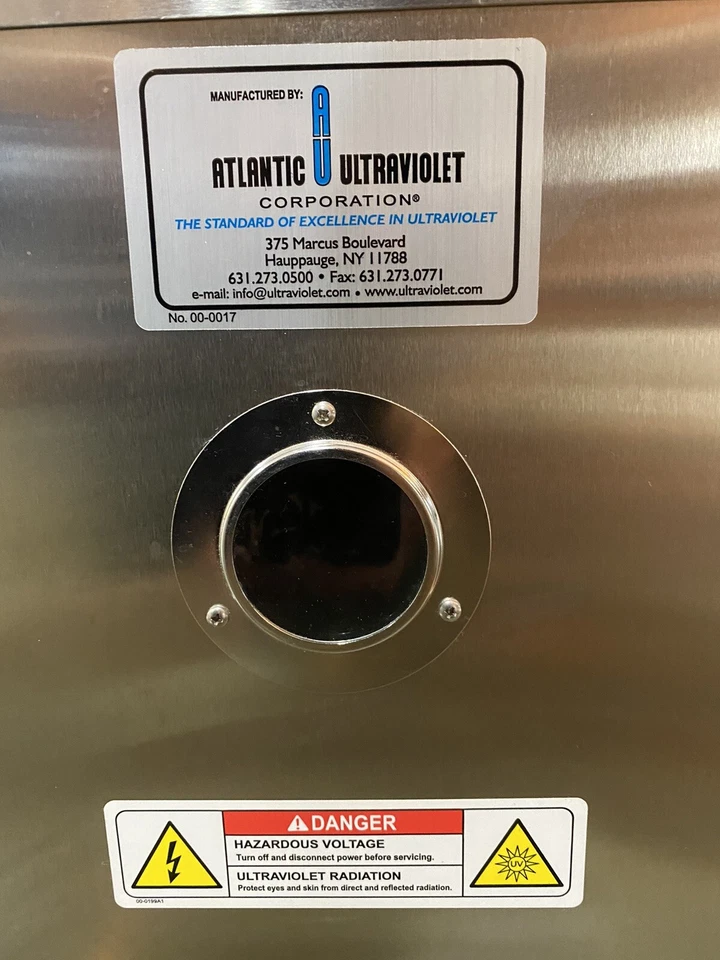 MANUFACTURED BY:
AU
ATLANTIC ULTRAVIOLET
CORPORATION®
THE STANDARD OF EXCELLENCE IN ULTRAVIOLET
375 Marcus Boulevard
Hauppauge, NY 11788
631.273.0500 • Fax: 631.273.0771
e-mail: info@ultraviolet.com • www.ultraviolet.com
No. 00-0017
DANGER
HAZARDOUS VOLTAGE
Turn off and disconnect power before servicing.
ULTRAVIOLET RADIATION
Protect eyes and skin from direct and reflected radiation.
UV
00-0199A1